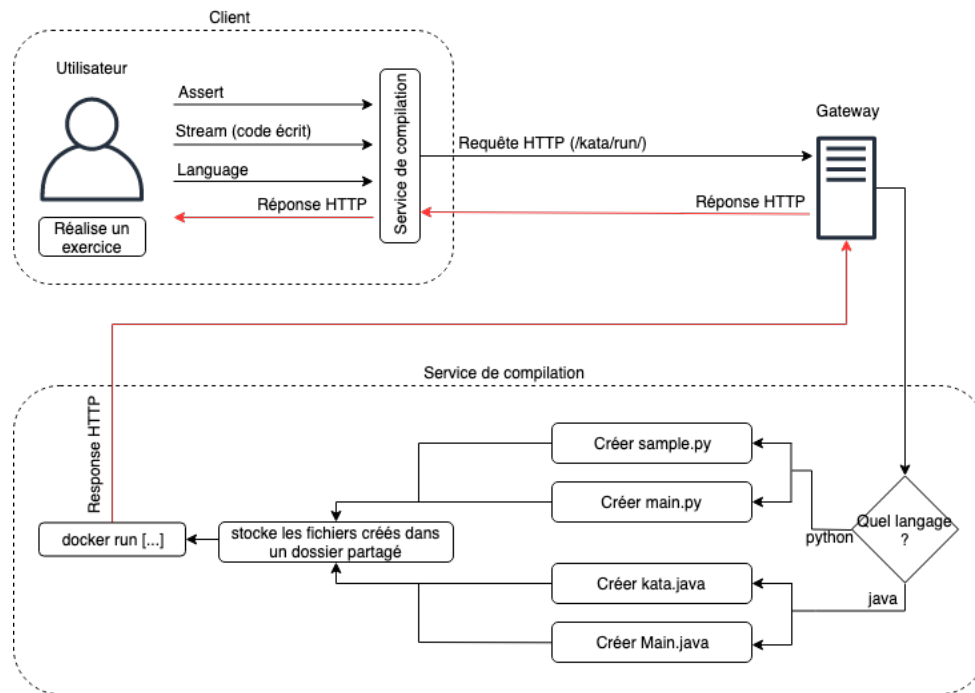 Client
Utilisateur
Assert
Stream (code écrit)
Language
Réponse HTTP
Réalise un
exercice
Service de compilation
Requête HTTP (/kata/run/)
Réponse HTTP
Gateway
Service de compilation
Response HTTP
Créer sample.py
Créer main.py
Quel langage
?
python
java
stocke les fichiers créés dans
un dossier partagé
docker run [...]
Créer kata.java
Créer Main.java